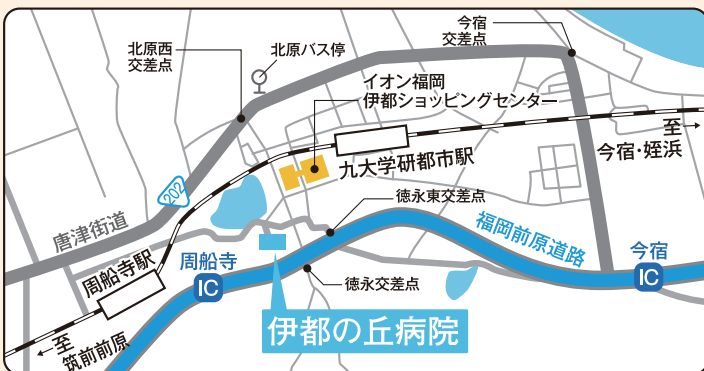 今宿
交差点
北原西
交差点
北原バス停
イオン福岡
伊都ショッピングセンター
至
今宿・姪浜
九大学研都市駅
202
唐津街道
徳永東交差点
福岡前原道路
周船寺駅
周船寺
IC
今宿
IC
徳永交差点
伊都の丘病院
至
筑前前原